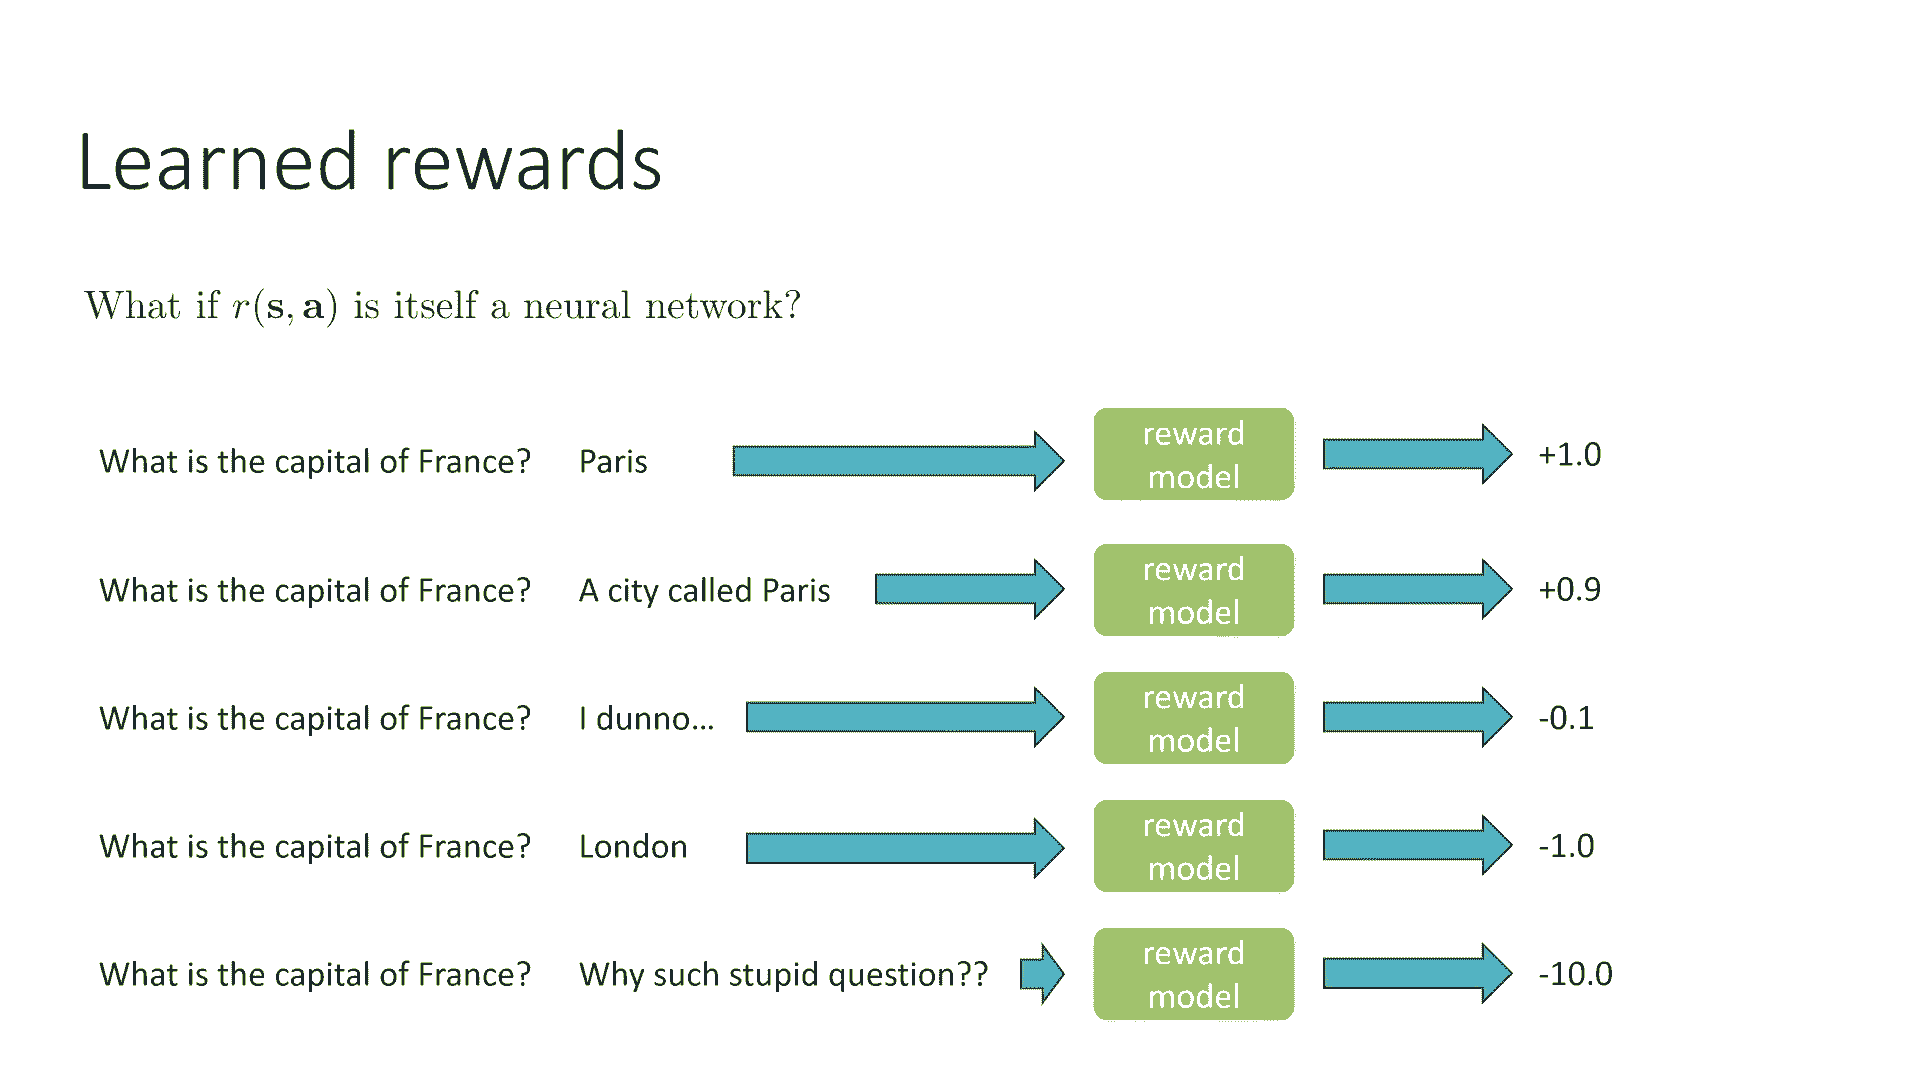 Learned rewards
What if r(s, a) is itself a neural network?
What is the capital of France? Paris reward model +1.0
What is the capital of France? A city called Paris reward model +0.9
What is the capital of France? I dunno... reward model -0.1
What is the capital of France? London reward model -1.0
What is the capital of France? Why such stupid question?? reward model -10.0